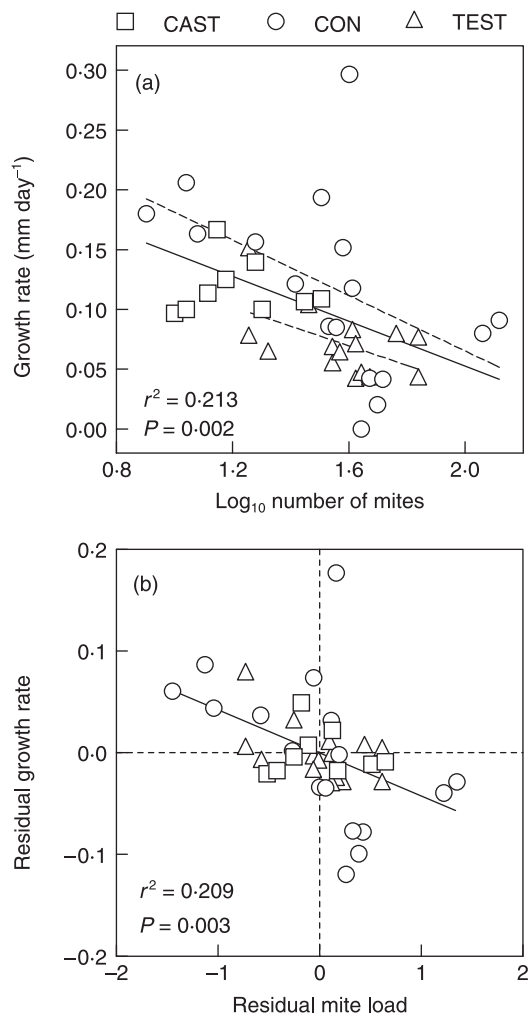 CAST CON TEST
(a)
0·30
0·25
0·20
0·15
0·10
0·05
0·00
Growth rate (mm day⁻¹)
r² = 0·213
P = 0·002
0·8 1·2 1·6 2·0
Log₁₀ number of mites
(b)
0·2
0·1
0·0
−0·1
−0·2
Residual growth rate
r² = 0·209
P = 0·003
−2 −1 0 1 2
Residual mite load